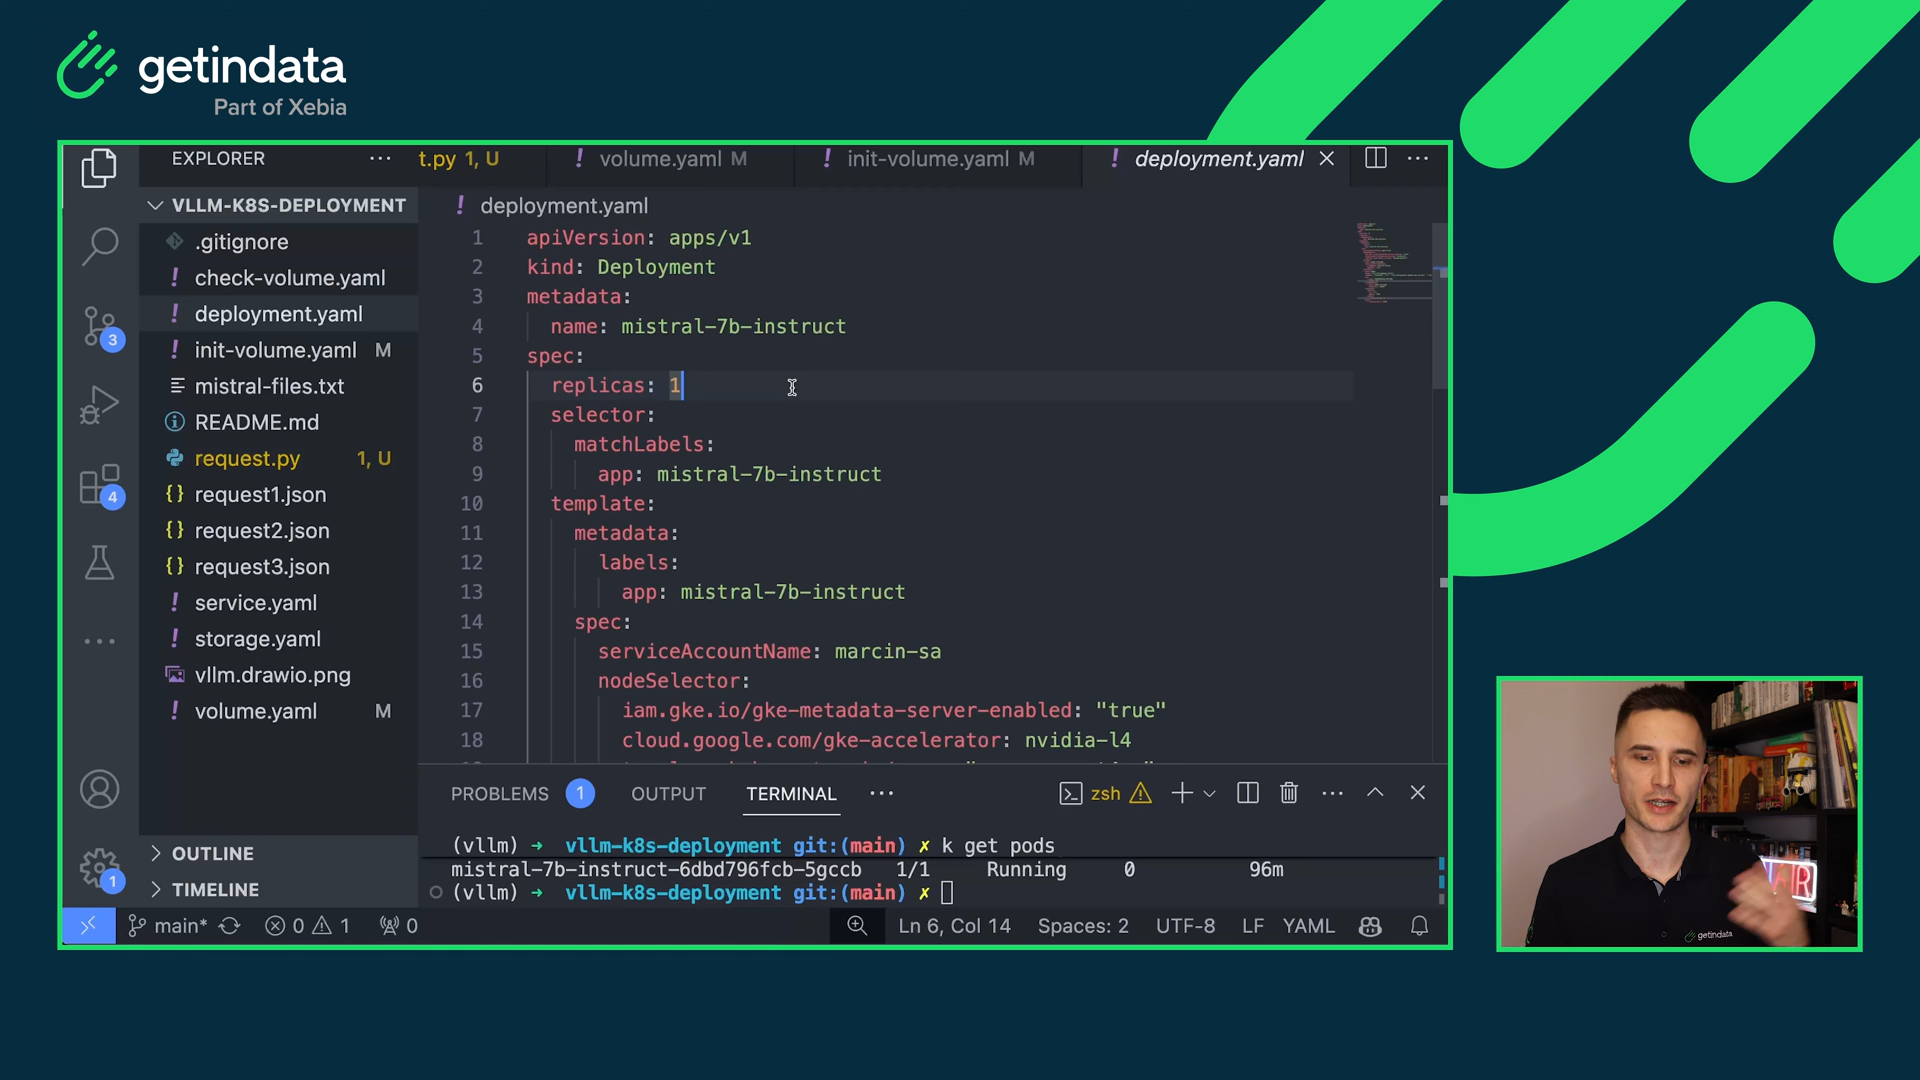 getindata
Part of Xebia
EXPLORER
t.py 1, U
volume.yaml M
init-volume.yaml M
deployment.yaml
VLLM-K8S-DEPLOYMENT
.gitignore
check-volume.yaml
deployment.yaml
init-volume.yaml M
mistral-files.txt
README.md
request.py 1, U
request1.json
request2.json
request3.json
service.yaml
storage.yaml
vllm.drawio.png
volume.yaml M
OUTLINE
TIMELINE
3
4
1
deployment.yaml
1 apiVersion: apps/v1
2 kind: Deployment
3 metadata:
4 name: mistral-7b-instruct
5 spec:
6 replicas: 1
7 selector:
8 matchLabels:
9 app: mistral-7b-instruct
10 template:
11 metadata:
12 labels:
13 app: mistral-7b-instruct
14 spec:
15 serviceAccountName: marcin-sa
16 nodeSelector:
17 iam.gke.io/gke-metadata-server-enabled: "true"
18 cloud.google.com/gke-accelerator: nvidia-l4
PROBLEMS 1 OUTPUT TERMINAL
zsh
(vllm) → vllm-k8s-deployment git:(main) ✗ k get pods
mistral-7b-instruct-6dbd796fcb-5gccb 1/1 Running 0 96m
(vllm) → vllm-k8s-deployment git:(main) ✗
main* 0 1 0
Ln 6, Col 14 Spaces: 2 UTF-8 LF YAML
getindata